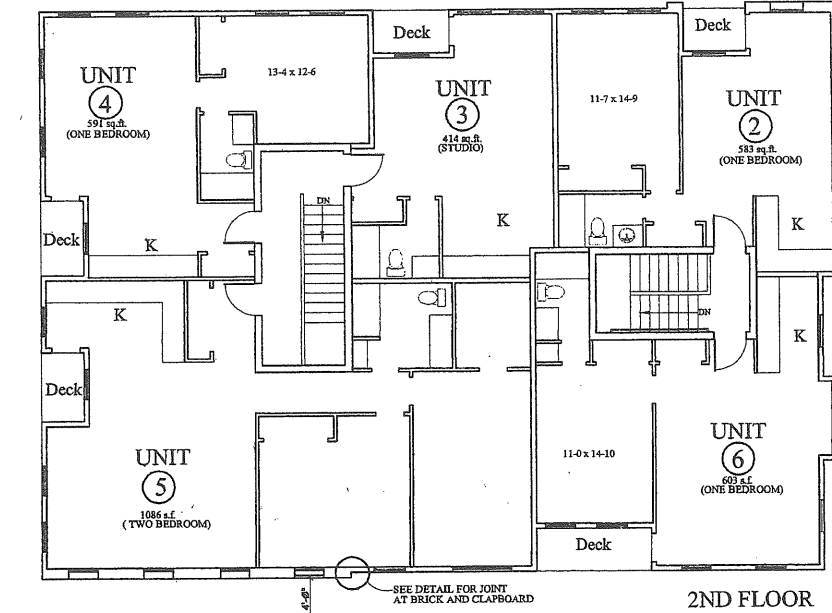 Deck
Deck
UNIT
4
591 sq.ft.
(ONE BEDROOM)
13-4 x 12-6
UNIT
3
414 sq.ft.
(STUDIO)
11-7 x 14-9
UNIT
2
583 sq.ft.
(ONE BEDROOM)
DN
Deck
K
K
K
K
DN
K
Deck
UNIT
5
1086 s.f.
( TWO BEDROOM)
11-0 x 14-10
UNIT
6
603 s.f.
(ONE BEDROOM)
Deck
SEE DETAIL FOR JOINT
AT BRICK AND CLAPBOARD
4'-6"
2ND FLOOR